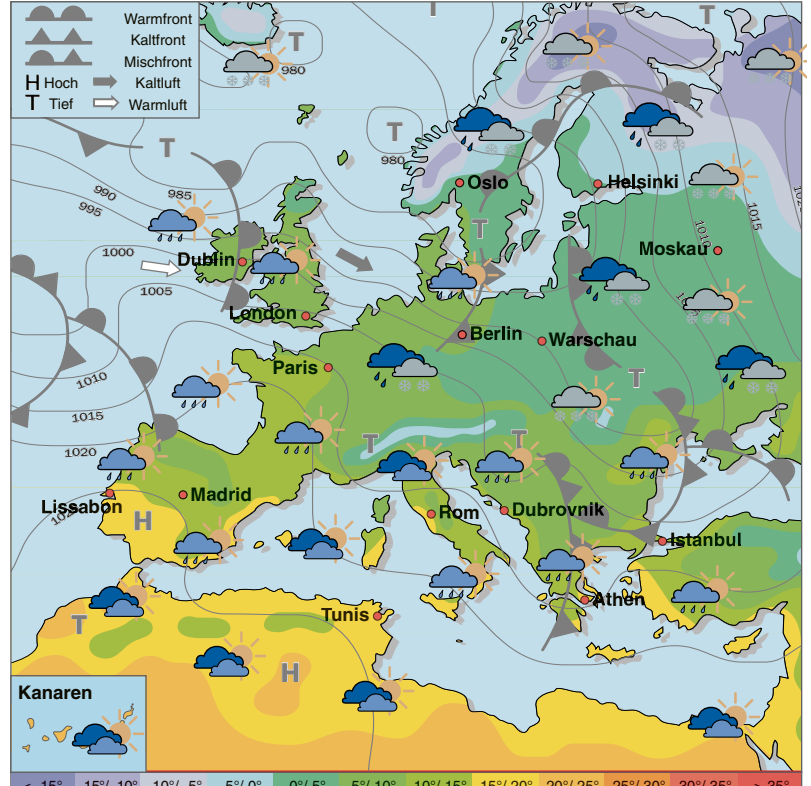 Warmfront
Kaltfront
Mischfront
H Hoch
Kaltluft
T Tief
Warmluft
T
T
T
980
T
T
980
985
990
995
1000
1005
1010
1015
1020
1015
1010
Oslo
Helsinki
Moskau
Dublin
London
T
Berlin
Warschau
Paris
T
T
T
Lissabon
Madrid
H
Rom
Dubrovnik
Istanbul
Athen
Tunis
T
H
Kanaren
< -15°
-15°/-10°
-10°/ -5°
-5°/ 0°
0°/ 5°
5°/ 10°
10°/ 15°
15°/ 20°
20°/ 25°
25°/ 30°
30°/ 35°
> 35°